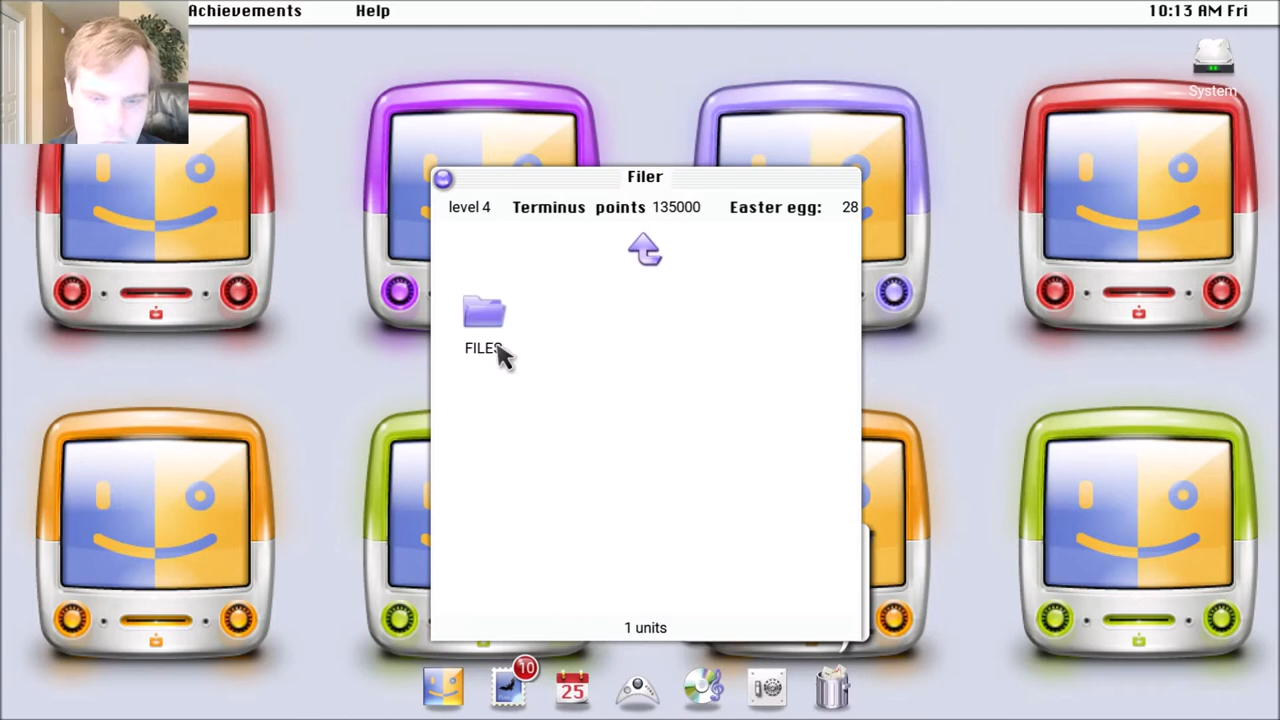 Achievements Help 10:13 AM Fri
System
Filer
level 4 Terminus points 135000 Easter egg: 28
FILES
1 units
10
25